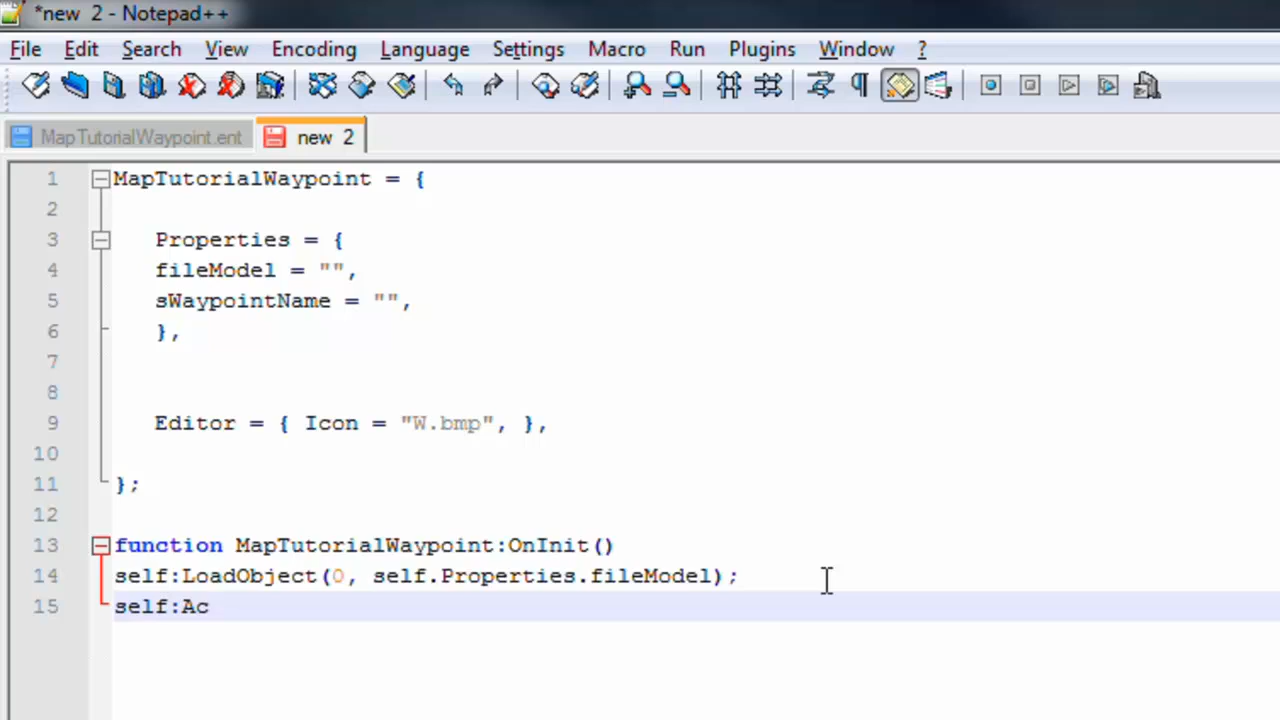 *new 2 - Notepad++
File Edit Search View Encoding Language Settings Macro Run Plugins Window ?
MapTutorialWaypoint.ent new 2
1 MapTutorialWaypoint = {
2
3 Properties = {
4 fileModel = "",
5 sWaypointName = "",
6 },
7
8
9 Editor = { Icon = "W.bmp", },
10
11 };
12
13 function MapTutorialWaypoint:OnInit()
14 self:LoadObject(0, self.Properties.fileModel);
15 self:Ac